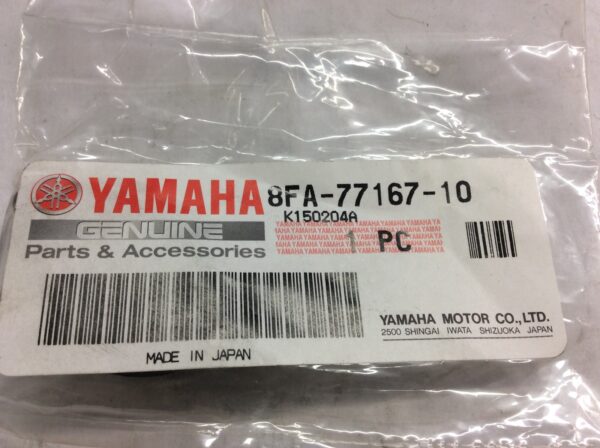 YAMAHA 8FA-77167-10
GENUINE K150204A
Parts & Accessories 1 PC
YAMAHA MOTOR CO., LTD.
2500 SHINGAI IWATA SHIZUOKA JAPAN
MADE IN JAPAN